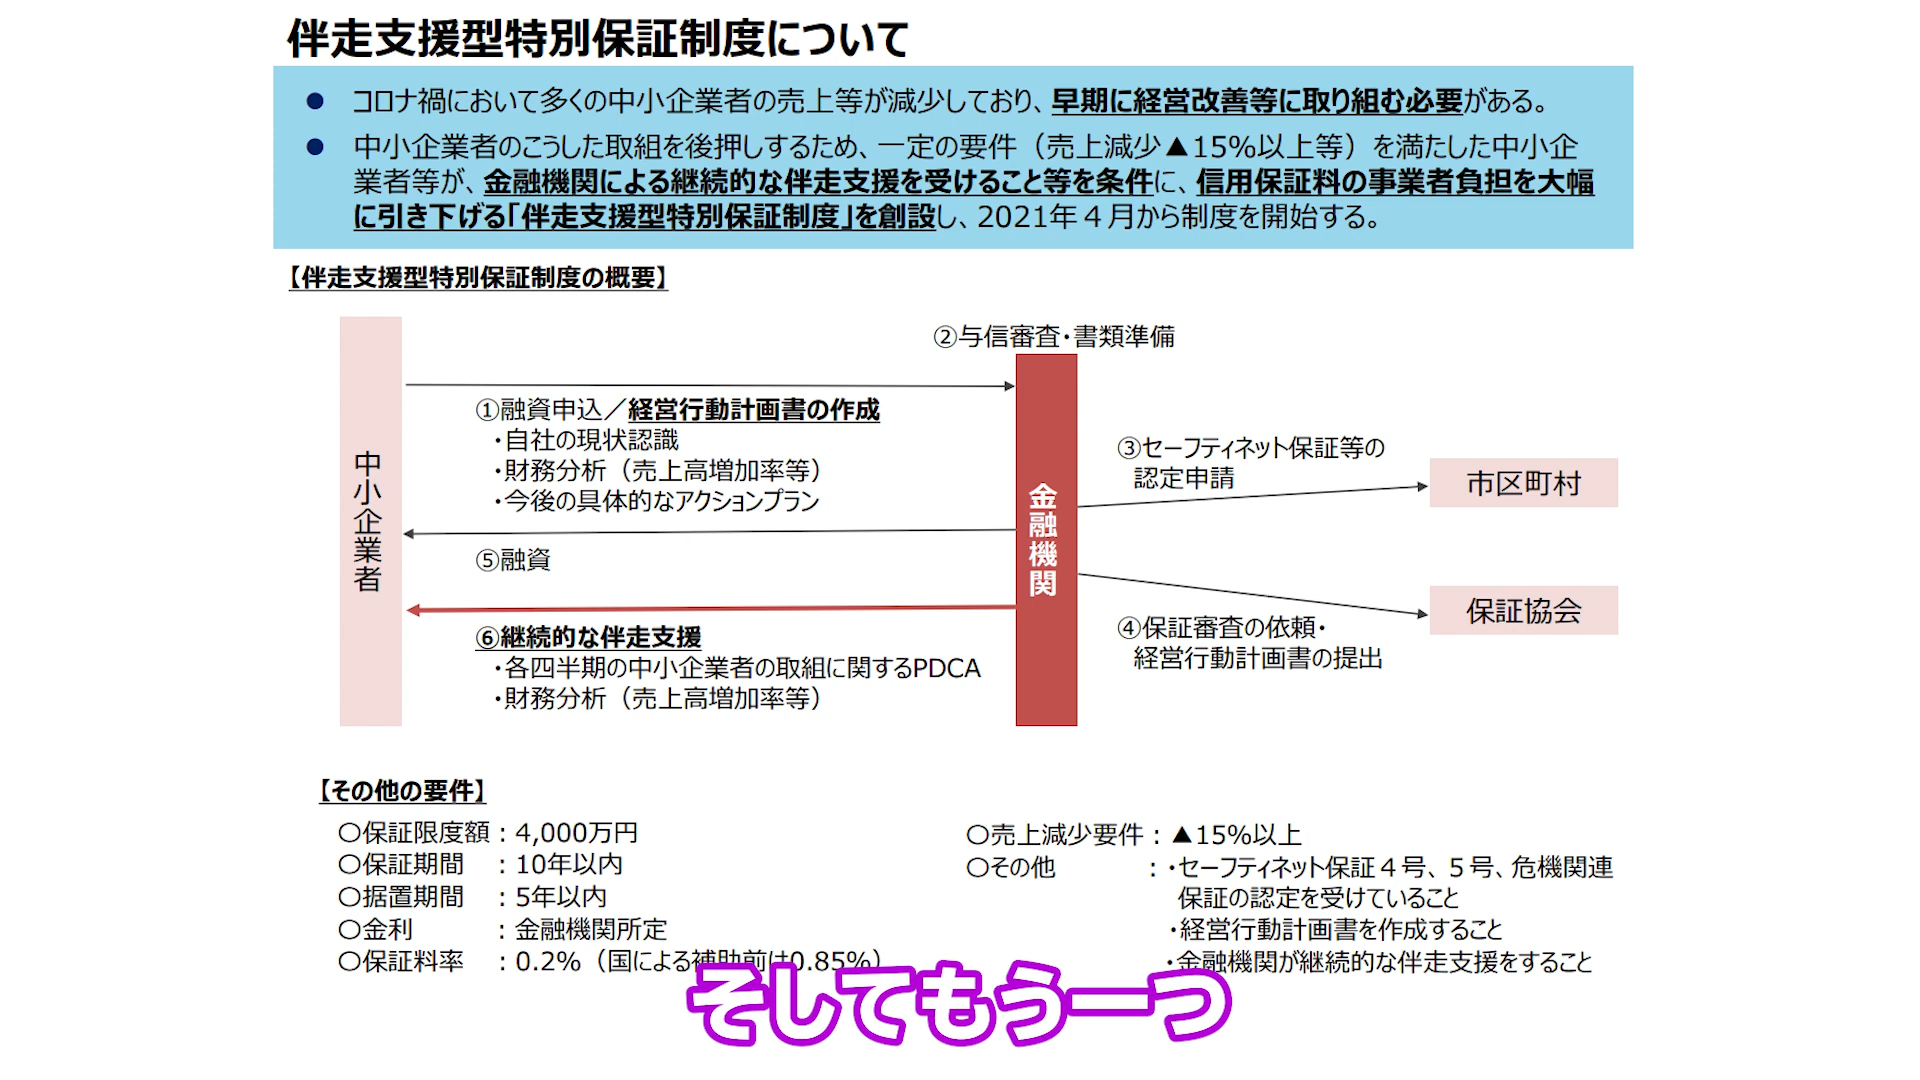 伴走支援型特別保証制度について
● コロナ禍において多くの中小企業者の売上等が減少しており、早期に経営改善等に取り組む必要がある。
● 中小企業者のこうした取組を後押しするため、一定の要件（売上減少▲15%以上等）を満たした中小企
業者等が、金融機関による継続的な伴走支援を受けること等を条件に、信用保証料の事業者負担を大幅
に引き下げる「伴走支援型特別保証制度」を創設し、2021年４月から制度を開始する。
【伴走支援型特別保証制度の概要】
中小企業者
②与信審査・書類準備
①融資申込／経営行動計画書の作成
・自社の現状認識
・財務分析（売上高増加率等）
・今後の具体的なアクションプラン
⑤融資
⑥継続的な伴走支援
・各四半期の中小企業者の取組に関するPDCA
・財務分析（売上高増加率等）
金融機関
③セーフティネット保証等の
認定申請
市区町村
④保証審査の依頼・
経営行動計画書の提出
保証協会
【その他の要件】
〇保証限度額：4,000万円
〇保証期間　：10年以内
〇据置期間　：5年以内
〇金利　　　：金融機関所定
〇保証料率　：0.2%（国による補助前は0.85%）
〇売上減少要件：▲15%以上
〇その他　　　：・セーフティネット保証４号、５号、危機関連
保証の認定を受けていること
・経営行動計画書を作成すること
・金融機関が継続的な伴走支援をすること
そしてもう一つ